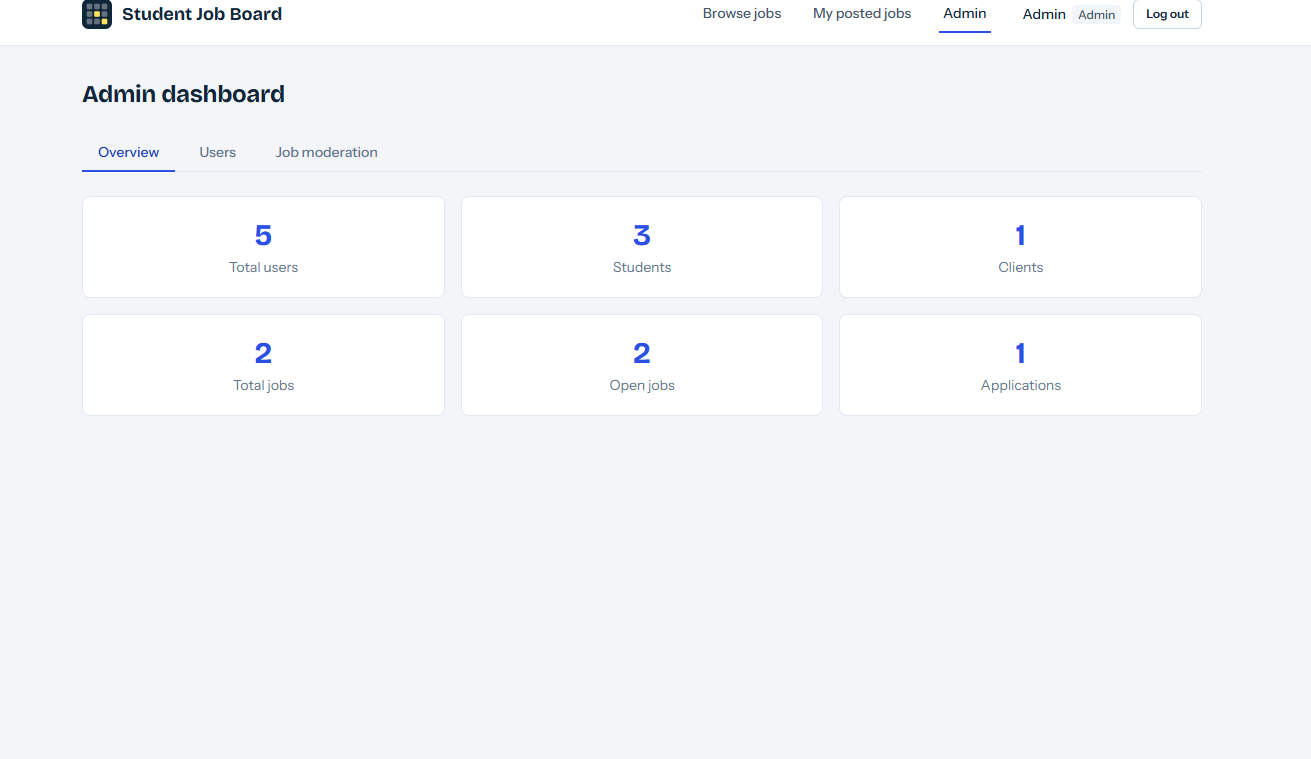 Student Job Board
Browse jobs
My posted jobs
Admin
Admin
Admin
Log out
Admin dashboard
Overview
Users
Job moderation
5
Total users
3
Students
1
Clients
2
Total jobs
2
Open jobs
1
Applications